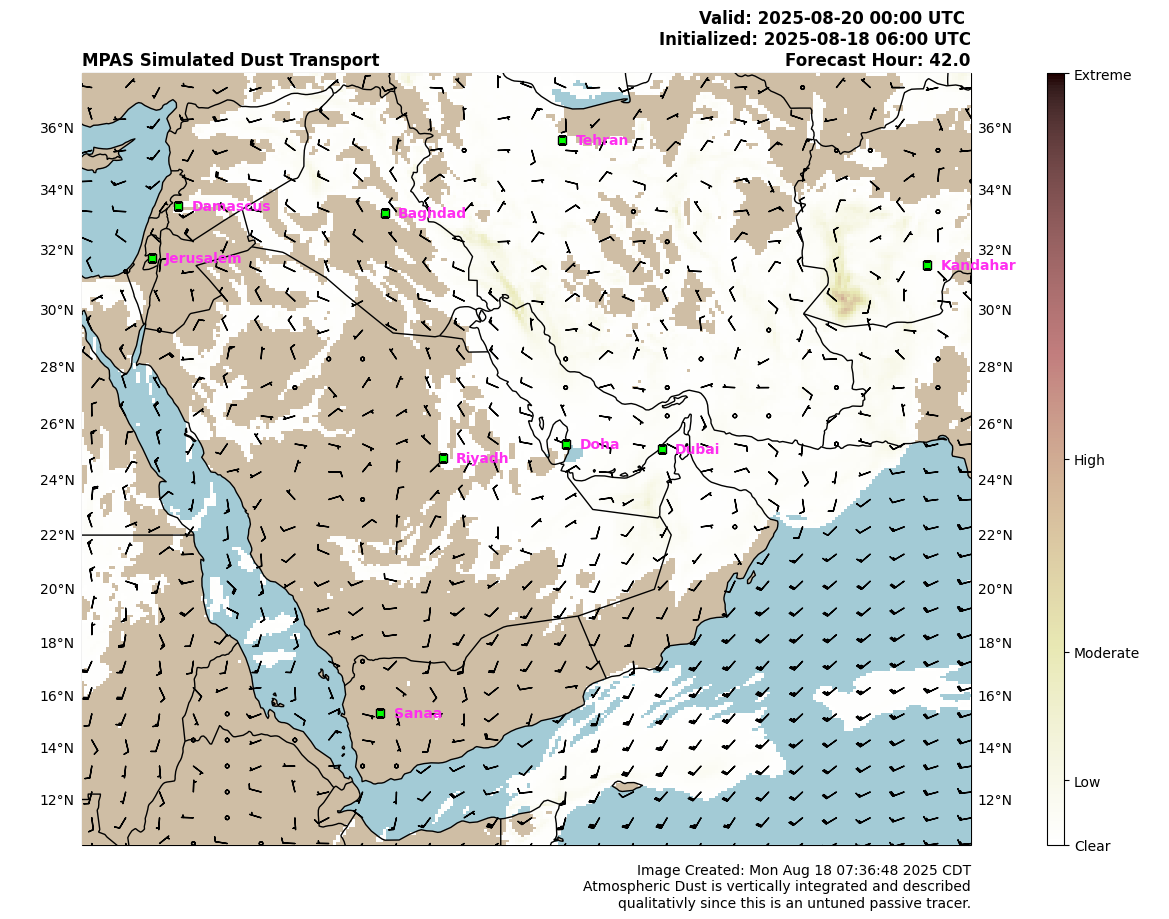 Valid: 2025-08-20 00:00 UTC
Initialized: 2025-08-18 06:00 UTC
MPAS Simulated Dust Transport Forecast Hour: 42.0
Extreme
36°N 36°N
Tehran
34°N 34°N
Damascus
Baghdad
32°N 32°N
Jerusalem
Kandahar
30°N 30°N
28°N 28°N
26°N 26°N
Doha
Dubai
Riyadh
High
24°N 24°N
22°N 22°N
20°N 20°N
18°N 18°N
Moderate
16°N 16°N
Sanaa
14°N 14°N
Low
12°N 12°N
Clear
Image Created: Mon Aug 18 07:36:48 2025 CDT
Atmospheric Dust is vertically integrated and described
qualitativly since this is an untuned passive tracer.